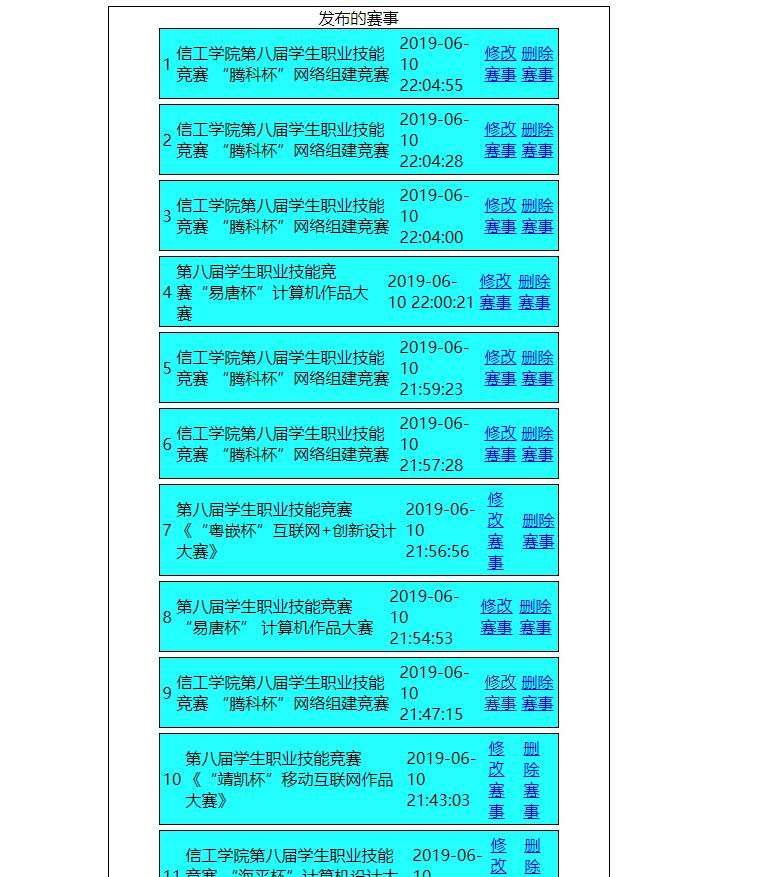 发布的赛事
1 信工学院第八届学生职业技能
竞赛 “腾科杯”网络组建竞赛
2019-06-
10
22:04:55
修改
赛事
删除
赛事
2 信工学院第八届学生职业技能
竞赛 “腾科杯”网络组建竞赛
2019-06-
10
22:04:28
修改
赛事
删除
赛事
3 信工学院第八届学生职业技能
竞赛 “腾科杯”网络组建竞赛
2019-06-
10
22:04:00
修改
赛事
删除
赛事
第八届学生职业技能竞
4 赛“易唐杯”计算机作品大
赛
2019-06-
10 22:00:21
修改
赛事
删除
赛事
5 信工学院第八届学生职业技能
竞赛 “腾科杯”网络组建竞赛
2019-06-
10
21:59:23
修改
赛事
删除
赛事
6 信工学院第八届学生职业技能
竞赛 “腾科杯”网络组建竞赛
2019-06-
10
21:57:28
修改
赛事
删除
赛事
第八届学生职业技能竞赛
7 《“粤嵌杯”互联网+创新设计
大赛》
2019-06-
10
21:56:56
修
改
赛
事
删除
赛事
8 第八届学生职业技能竞赛
“易唐杯” 计算机作品大赛
2019-06-
10
21:54:53
修改
赛事
删除
赛事
9 信工学院第八届学生职业技能
竞赛 “腾科杯”网络组建竞赛
2019-06-
10
21:47:15
修改
赛事
删除
赛事
第八届学生职业技能竞赛
10 《“靖凯杯”移动互联网作品
大赛》
2019-06-
10
21:43:03
修
改
赛
事
删
除
赛
事
信工学院第八届学生职业技能
2019-06-
修
改
删
除